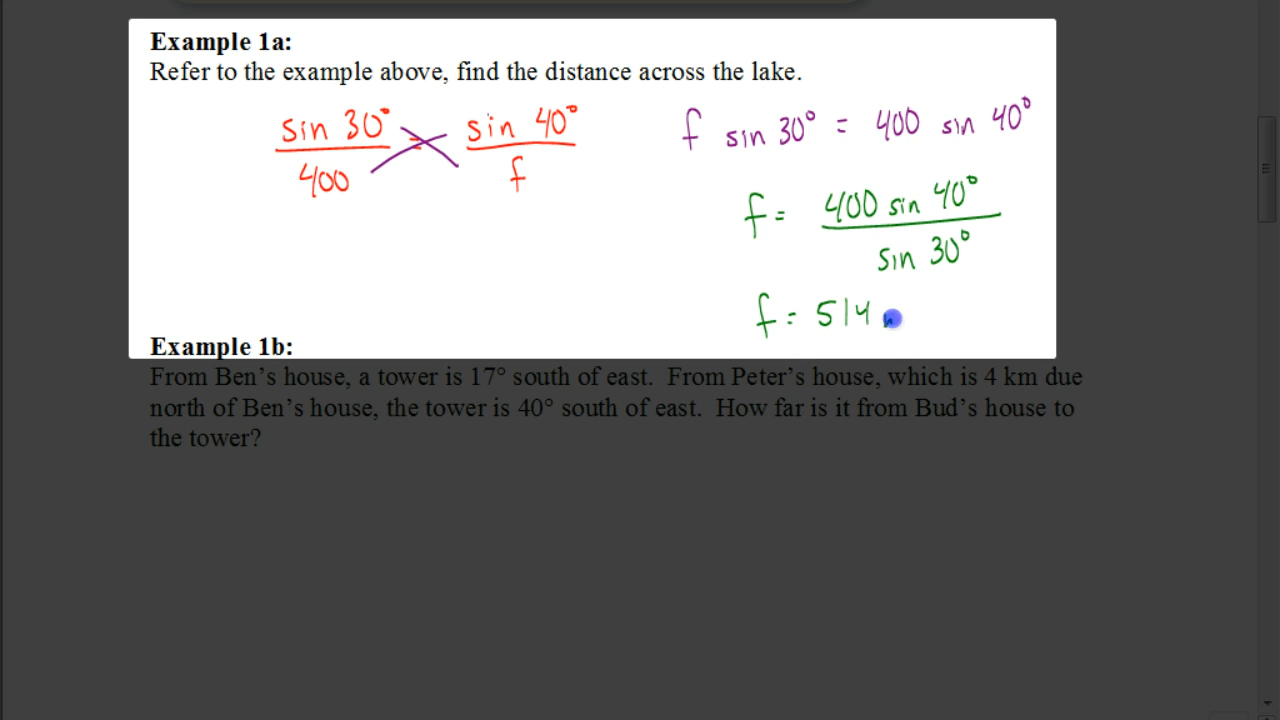 Example 1a:
Refer to the example above, find the distance across the lake.
sin 30° / 400 = sin 40° / f
f sin 30° = 400 sin 40°
f = 400 sin 40° / sin 30°
f = 514
Example 1b:
From Ben's house, a tower is 17° south of east.  From Peter's house, which is 4 km due
north of Ben's house, the tower is 40° south of east.  How far is it from Bud's house to
the tower?